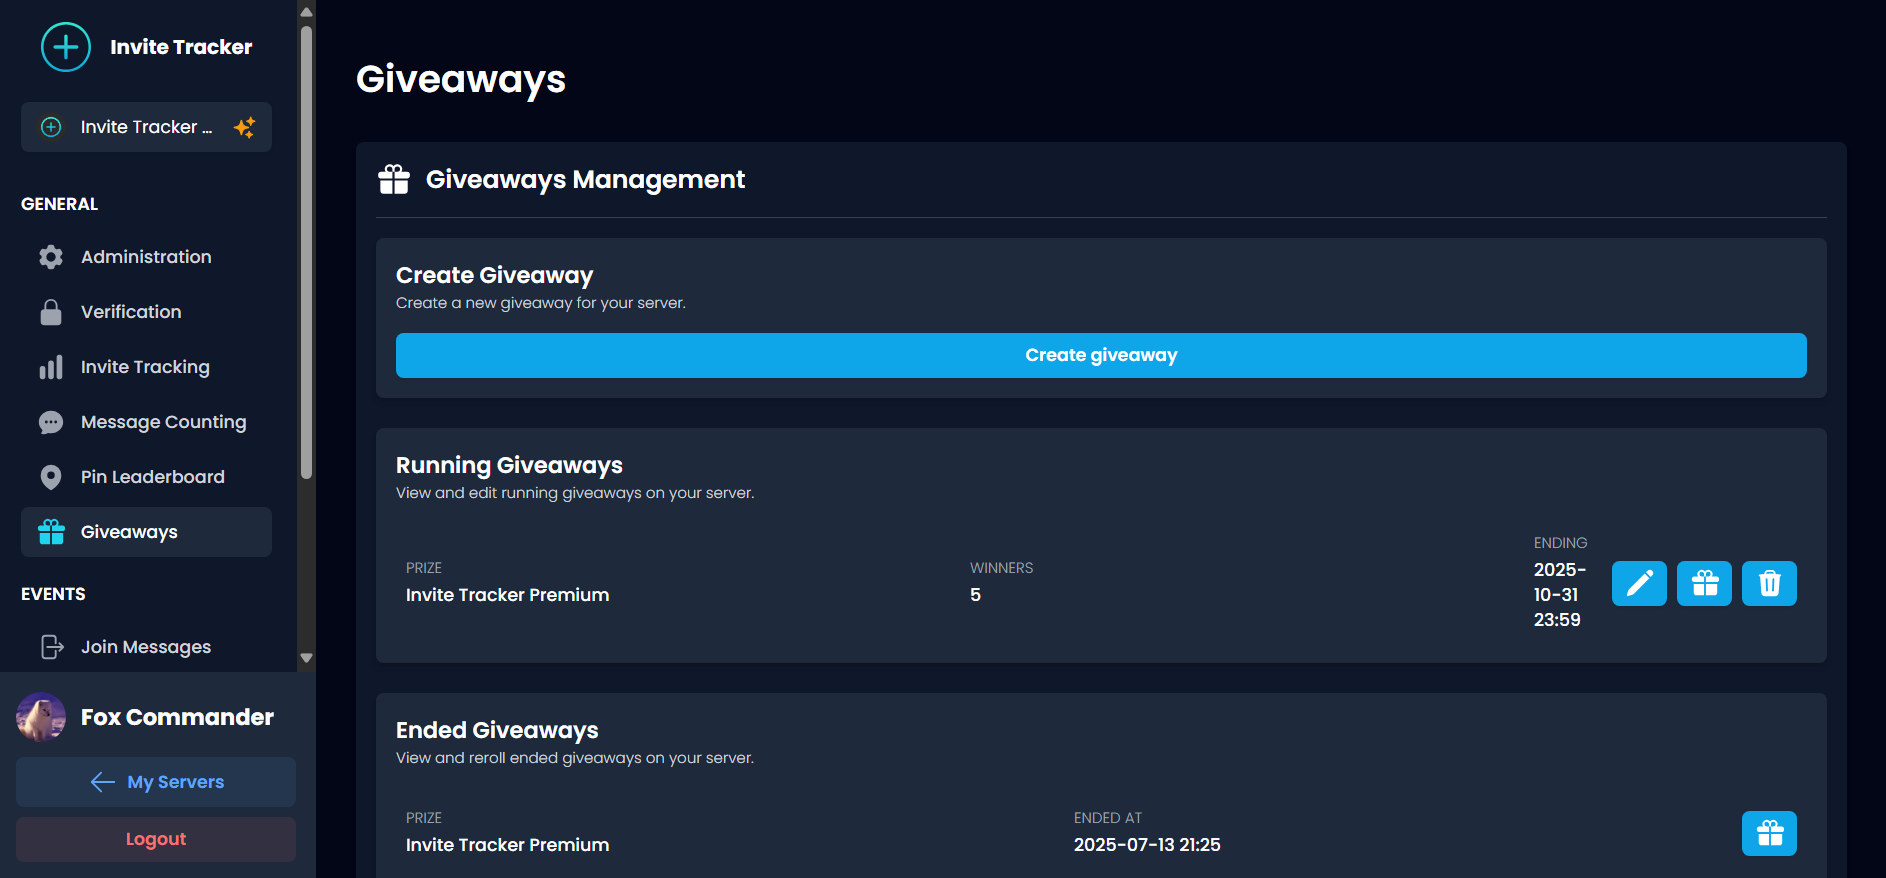 Invite Tracker
Invite Tracker ...
GENERAL
Administration
Verification
Invite Tracking
Message Counting
Pin Leaderboard
Giveaways
EVENTS
Join Messages
Fox Commander
My Servers
Logout
Giveaways
Giveaways Management
Create Giveaway
Create a new giveaway for your server.
Create giveaway
Running Giveaways
View and edit running giveaways on your server.
PRIZE
Invite Tracker Premium
WINNERS
5
ENDING
2025-
10-31
23:59
Ended Giveaways
View and reroll ended giveaways on your server.
PRIZE
Invite Tracker Premium
ENDED AT
2025-07-13 21:25